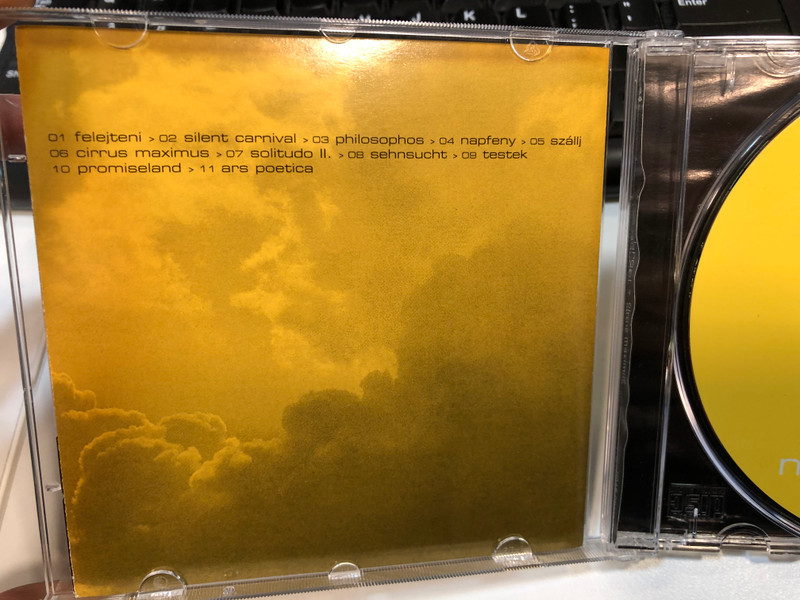 01 felejteni > 02 silent carnival > 03 philosophos > 04 napfeny > 05 szállj
06 cirrus maximus > 07 solitudo II. > 08 sehnsucht > 09 testek
10 promiseland > 11 ars poetica
J
K
L
Enter